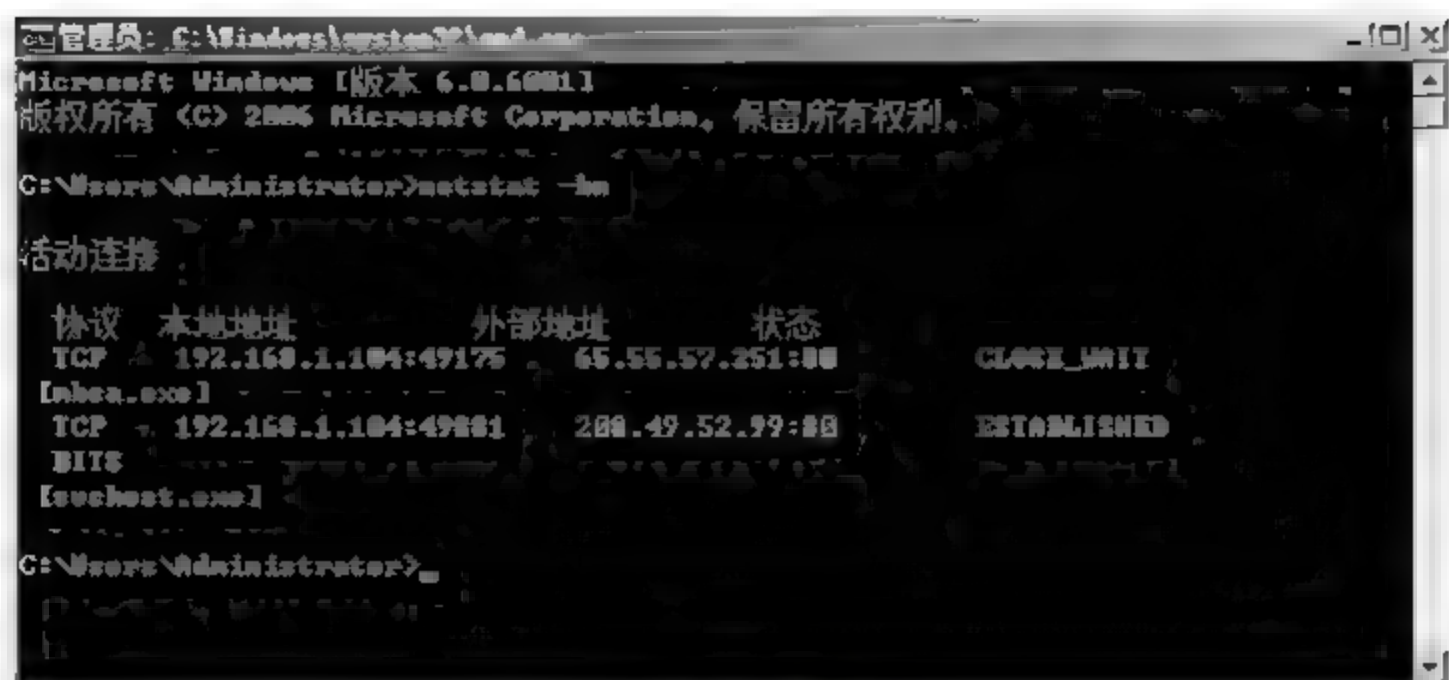 管理员: C:\Windows\system32\cmd.exe
Microsoft Windows [版本 6.0.6001]
版权所有 (C) 2006 Microsoft Corporation。保留所有权利。
C:\Users\Administrator>netstat -bn
活动连接
协议 本地地址 外部地址 状态
TCP 192.168.1.104:49175 65.55.57.251:80 CLOSE_WAIT
[mbsa.exe]
TCP 192.168.1.104:49881 208.49.52.99:80 ESTABLISHED
BITS
[svchost.exe]
C:\Users\Administrator>_